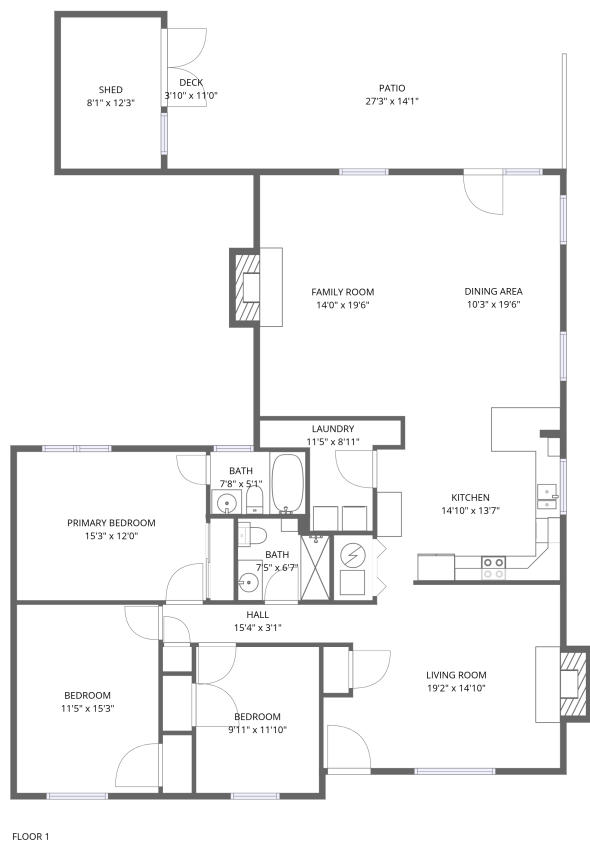 SHED
8'1" x 12'3"
DECK
3'10" x 11'0"
PATIO
27'3" x 14'1"
FAMILY ROOM
14'0" x 19'6"
DINING AREA
10'3" x 19'6"
LAUNDRY
11'5" x 8'11"
BATH
7'8" x 5'1"
KITCHEN
14'10" x 13'7"
PRIMARY BEDROOM
15'3" x 12'0"
BATH
7'5" x 6'7"
HALL
15'4" x 3'1"
LIVING ROOM
19'2" x 14'10"
BEDROOM
11'5" x 15'3"
BEDROOM
9'11" x 11'10"
FLOOR 1